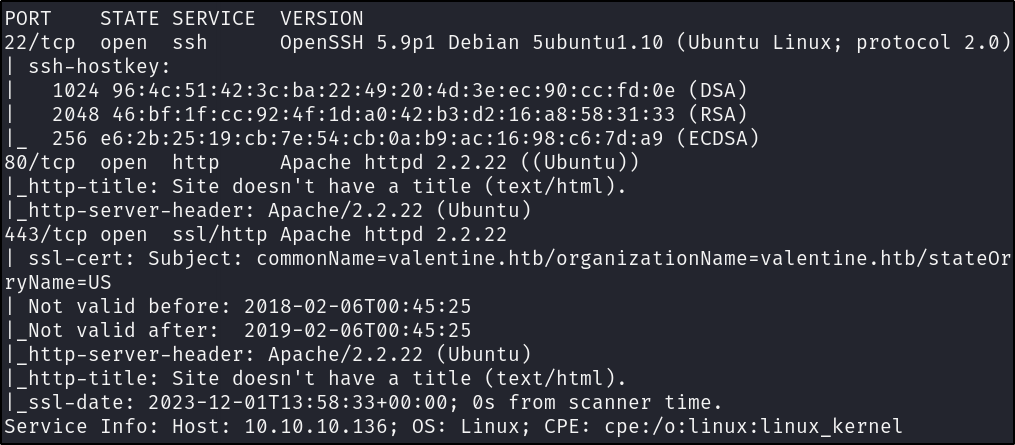 PORT    STATE SERVICE  VERSION
22/tcp  open  ssh      OpenSSH 5.9p1 Debian 5ubuntu1.10 (Ubuntu Linux; protocol 2.0)
| ssh-hostkey:
|   1024 96:4c:51:42:3c:ba:22:49:20:4d:3e:ec:90:cc:fd:0e (DSA)
|   2048 46:bf:1f:cc:92:4f:1d:a0:42:b3:d2:16:a8:58:31:33 (RSA)
|_  256 e6:2b:25:19:cb:7e:54:cb:0a:b9:ac:16:98:c6:7d:a9 (ECDSA)
80/tcp  open  http     Apache httpd 2.2.22 ((Ubuntu))
|_http-title: Site doesn't have a title (text/html).
|_http-server-header: Apache/2.2.22 (Ubuntu)
443/tcp open  ssl/http Apache httpd 2.2.22
| ssl-cert: Subject: commonName=valentine.htb/organizationName=valentine.htb/stateOr
ryName=US
| Not valid before: 2018-02-06T00:45:25
|_Not valid after:  2019-02-06T00:45:25
|_http-server-header: Apache/2.2.22 (Ubuntu)
|_http-title: Site doesn't have a title (text/html).
|_ssl-date: 2023-12-01T13:58:33+00:00; 0s from scanner time.
Service Info: Host: 10.10.10.136; OS: Linux; CPE: cpe:/o:linux:linux_kernel